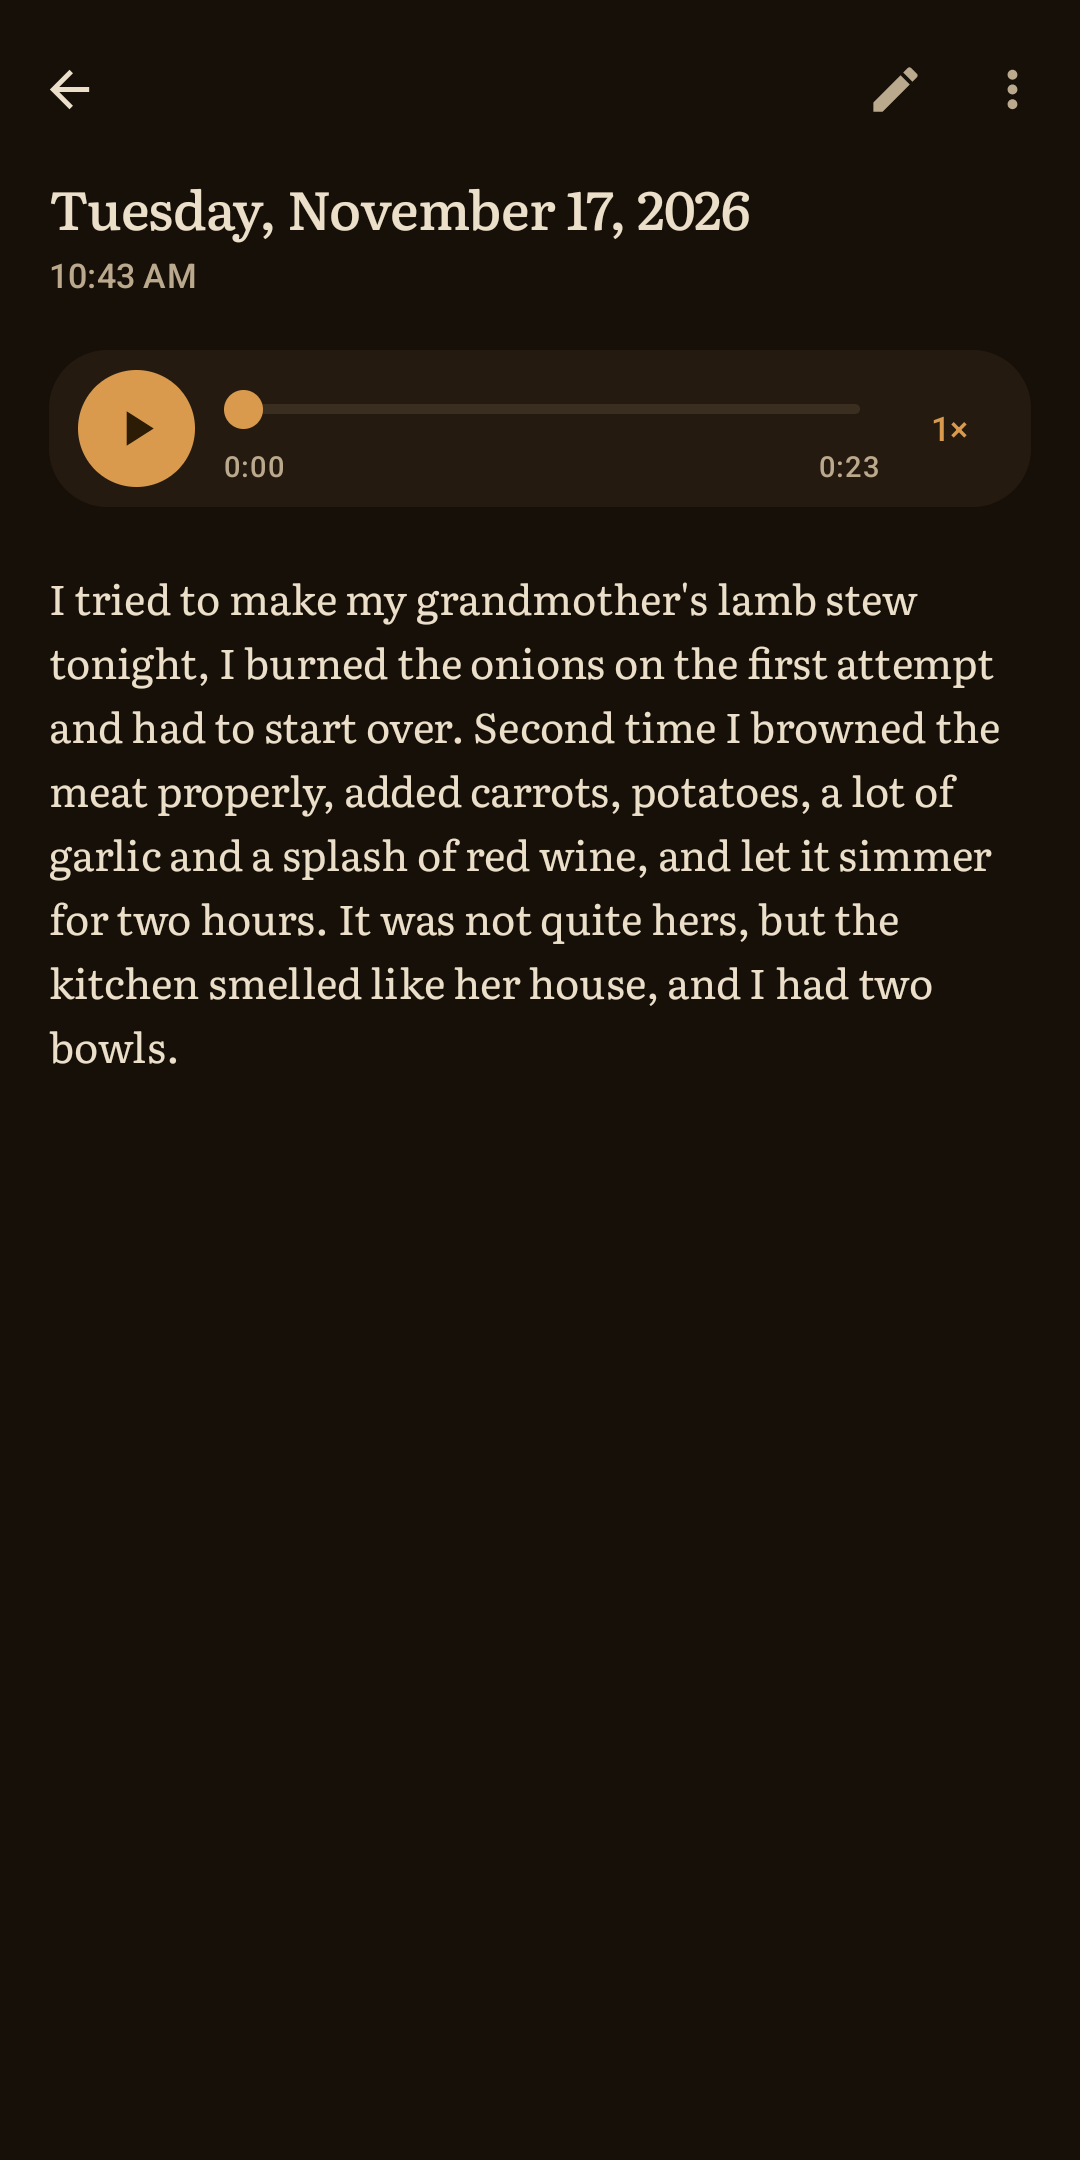 Tuesday, November 17, 2026
10:43 AM
0:00
0:23
1×
I tried to make my grandmother's lamb stew
tonight, I burned the onions on the first attempt
and had to start over. Second time I browned the
meat properly, added carrots, potatoes, a lot of
garlic and a splash of red wine, and let it simmer
for two hours. It was not quite hers, but the
kitchen smelled like her house, and I had two
bowls.